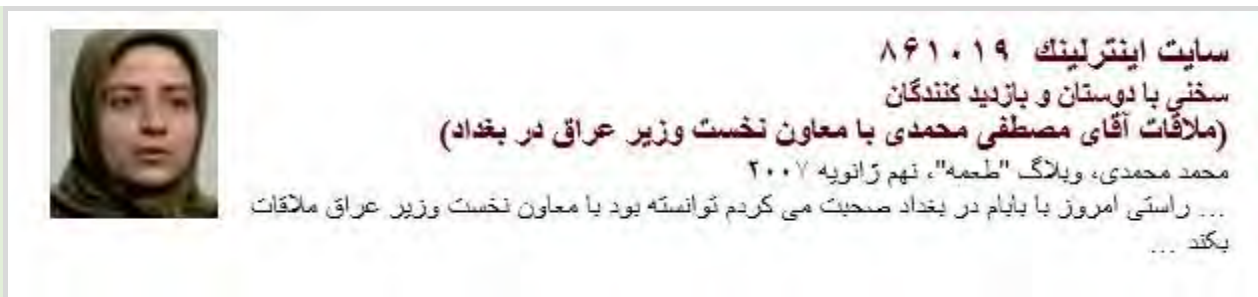 سایت اینترلینك ۸۶۱۰۱۹
سخنی با دوستان و بازدید کنندگان
(ملاقات آقای مصطفی محمدی با معاون نخست وزیر عراق در بغداد)
محمد محمدی، وبلاگ "طعمه"، نهم ژانویه ۲۰۰۷
... راستی امروز با بابام در بغداد صحبت می کردم توانسته بود با معاون نخست وزیر عراق ملاقات
بکند ...